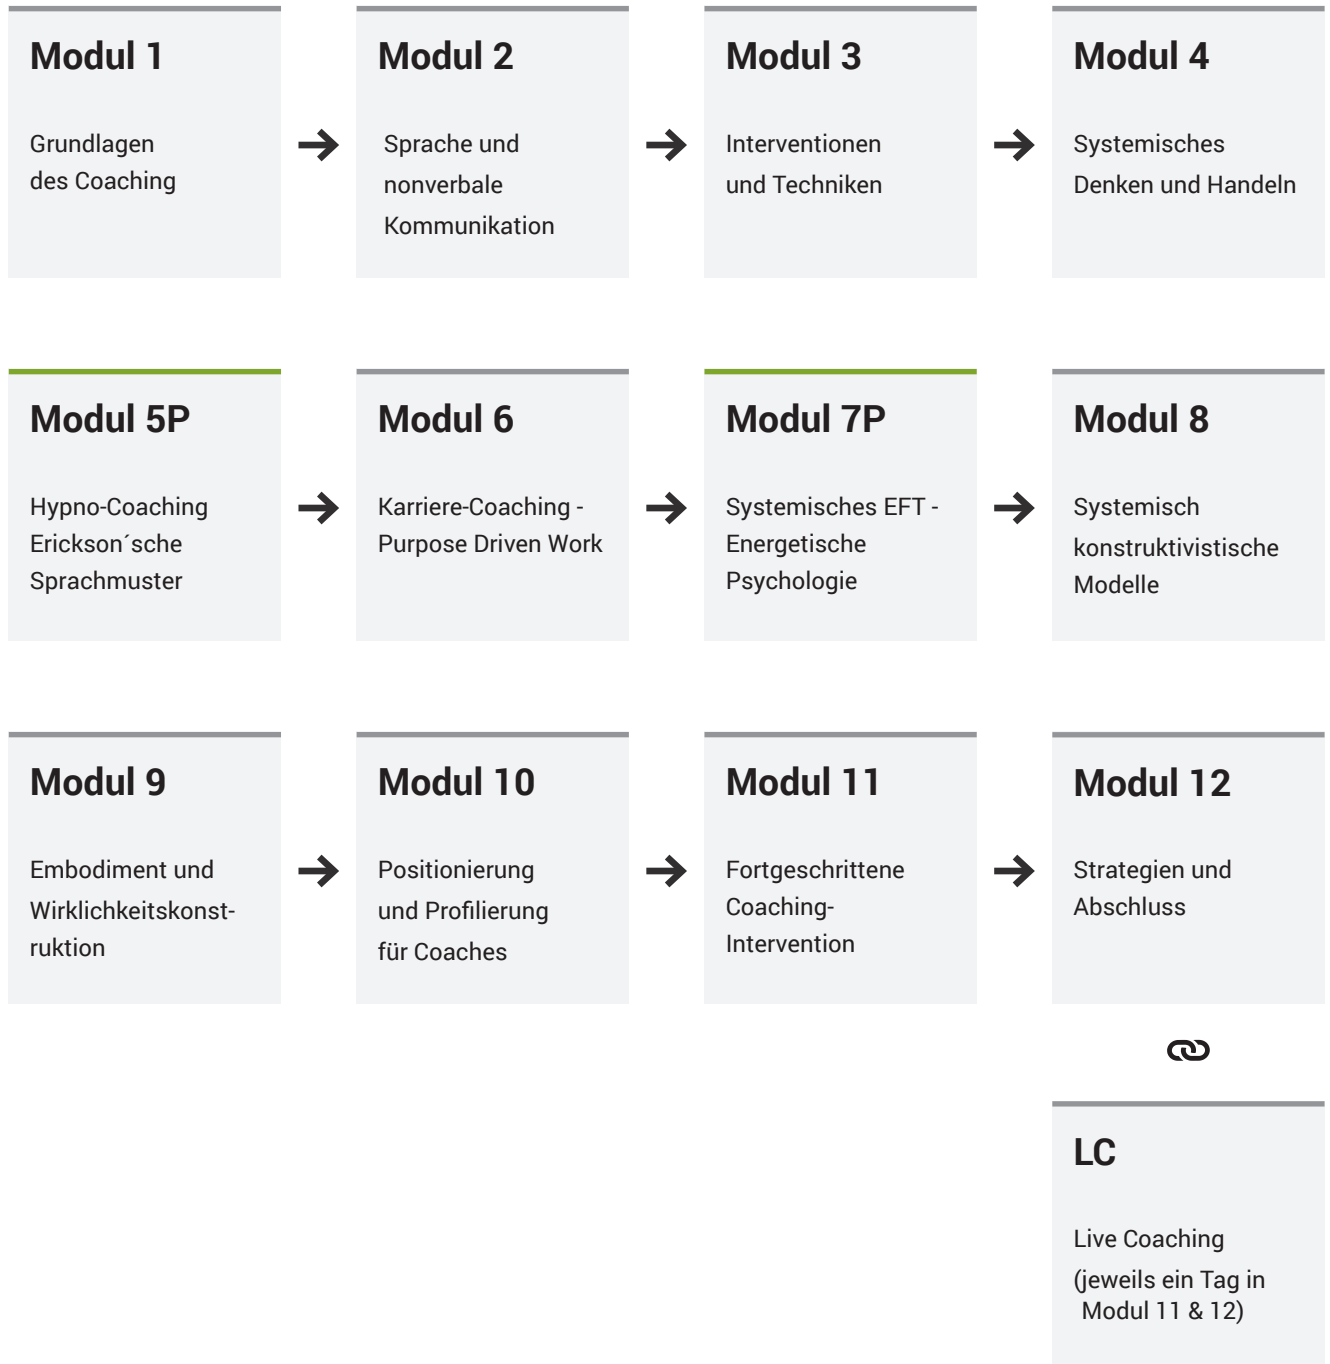 Modul 1
Grundlagen
des Coaching
Modul 2
Sprache und
nonverbale
Kommunikation
Modul 3
Interventionen
und Techniken
Modul 4
Systemisches
Denken und Handeln
Modul 5P
Hypno-Coaching
Erickson´sche
Sprachmuster
Modul 6
Karriere-Coaching -
Purpose Driven Work
Modul 7P
Systemisches EFT -
Energetische
Psychologie
Modul 8
Systemisch
konstruktivistische
Modelle
Modul 9
Embodiment und
Wirklichkeitskonst-
ruktion
Modul 10
Positionierung
und Profilierung
für Coaches
Modul 11
Fortgeschrittene
Coaching-
Intervention
Modul 12
Strategien und
Abschluss
LC
Live Coaching
(jeweils ein Tag in
Modul 11 & 12)